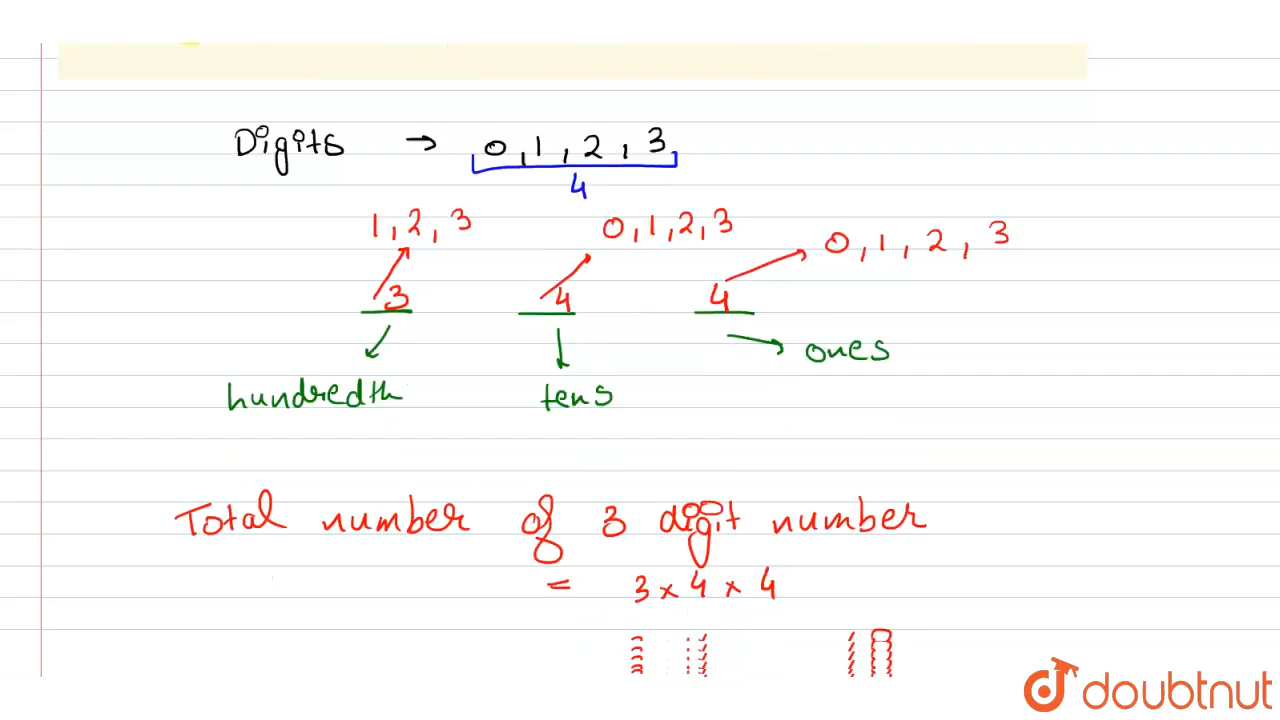 Digits → 0, 1, 2, 3
4
1, 2, 3 0, 1, 2, 3 0, 1, 2, 3
3 4 4
ones
hundredth tens
Total number of 3 digit number
= 3 x 4 x 4
doubtnut